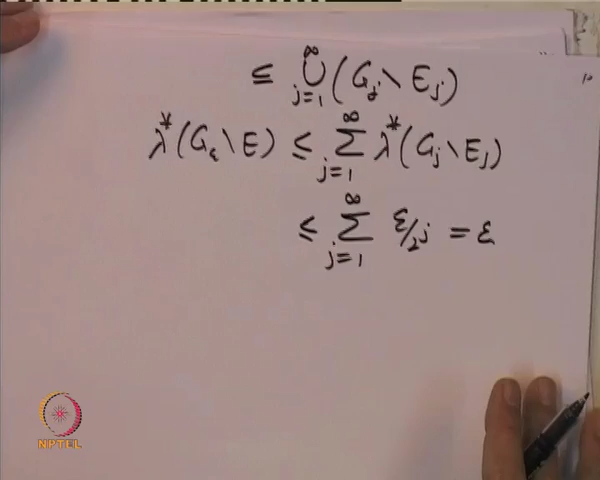 ⊆ ⋃_{j=1}^{∞} (G_j \ E_j)
λ*(G_ε \ E) ≤ ∑_{j=1}^{∞} λ*(G_j \ E_j)
≤ ∑_{j=1}^{∞} ε/2^j = ε
NPTEL